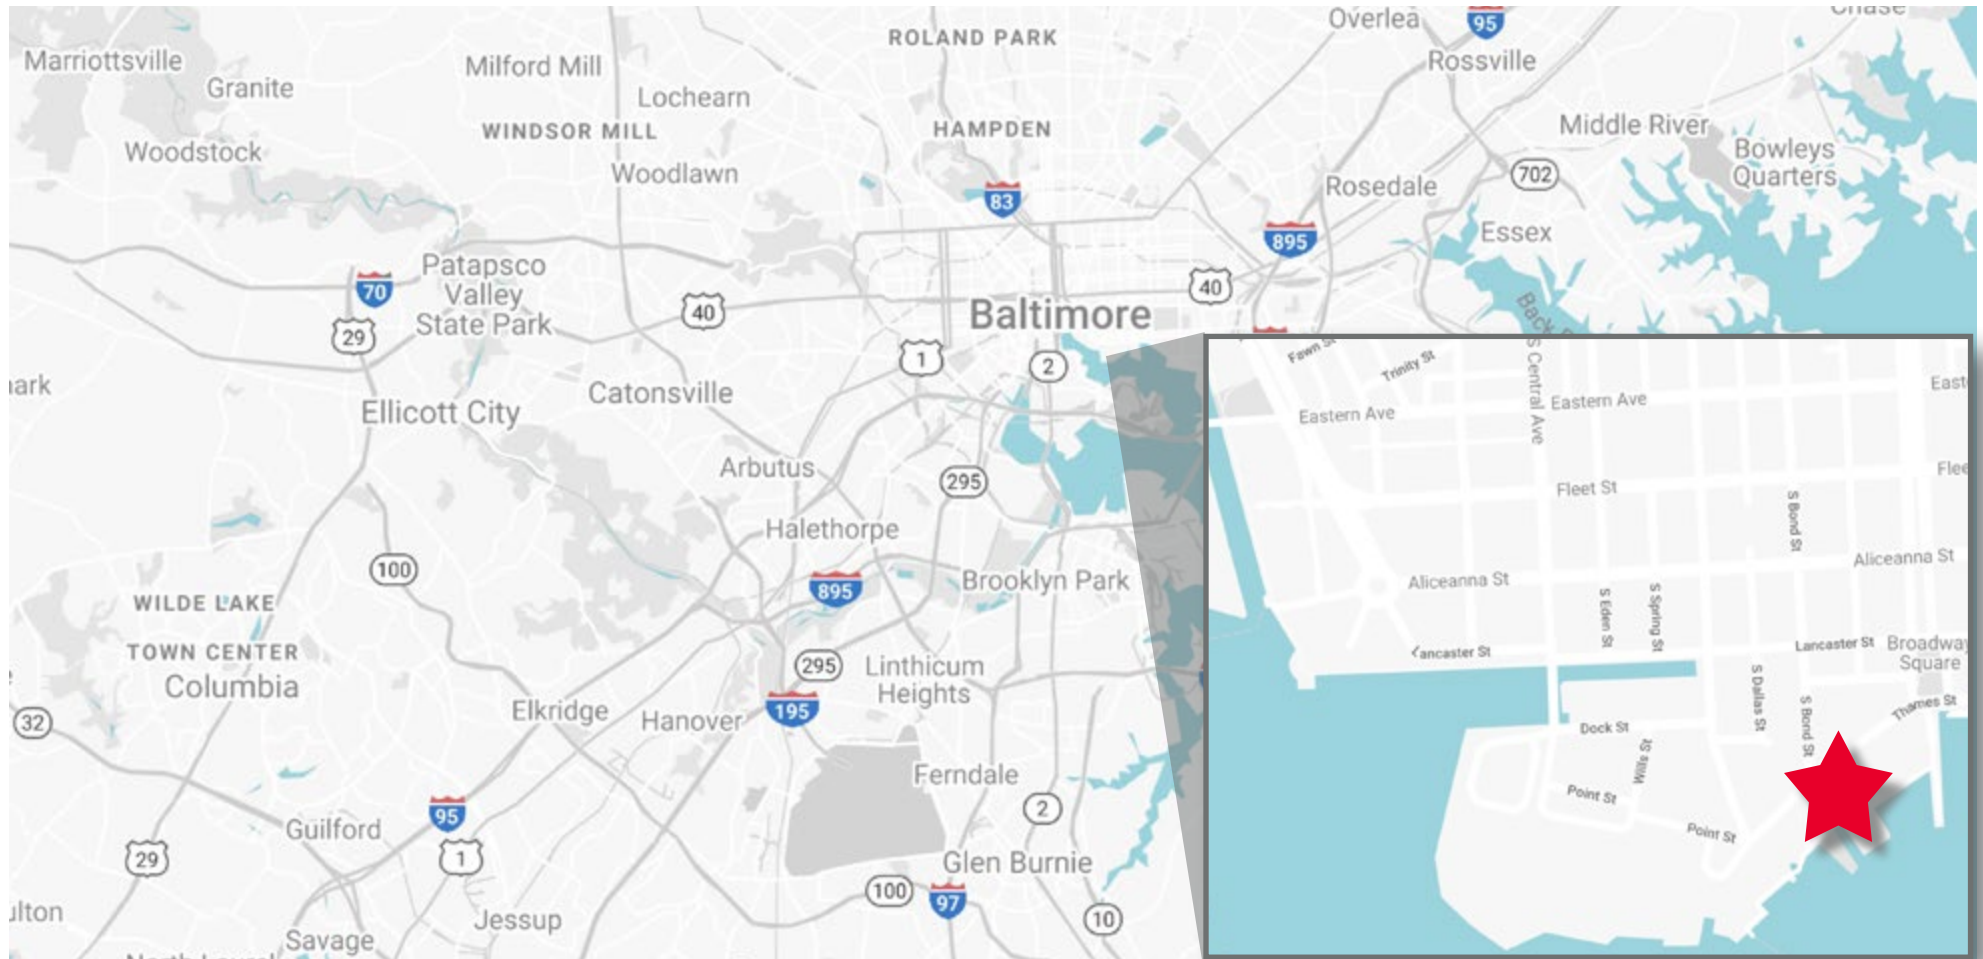 Overlea
95
Rossville
ROLAND PARK
Marriottsville
Milford Mill
Granite
Lochearn
WINDSOR MILL
HAMPDEN
Middle River
Bowleys
Quarters
Woodstock
Woodlawn
83
Rosedale
702
895
Essex
Patapsco
Valley
State Park
70
29
40
40
Baltimore
1
2
Catonsville
Ellicott City
Arbutus
295
Halethorpe
100
895
Brooklyn Park
WILDE LAKE
TOWN CENTER
Columbia
295
Linthicum
Heights
32
Elkridge
Hanover
195
Ferndale
95
2
Guilford
29
1
Glen Burnie
100
97
Jessup
10
Savage
Back
Fawn St
Trinity St
S Central Ave
Eastern Ave
Eastern Ave
Fleet St
S Bond St
Aliceanna St
Aliceanna St
S Eden St
S Spring St
Lancaster St
Lancaster St
Broadway
Square
S Dallas St
S Bond St
Thames St
Dock St
Wills St
Point St
Point St